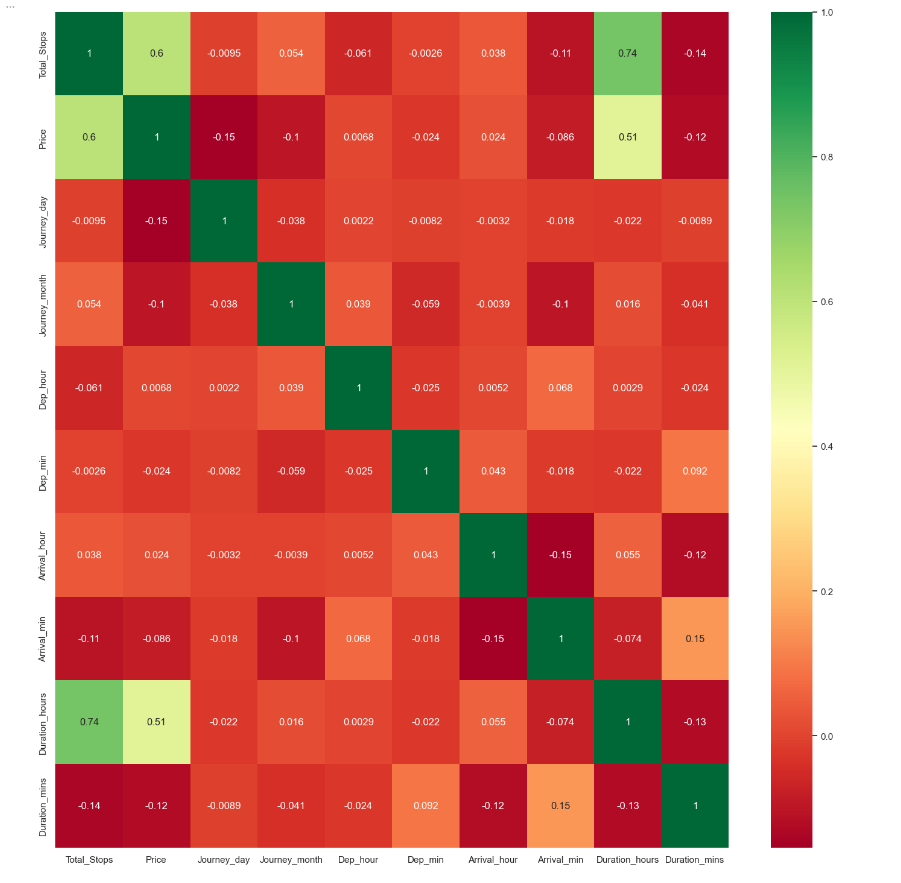 ...
Total_Stops 1 0.6 -0.0095 0.054 -0.061 -0.0026 0.038 -0.11 0.74 -0.14
Price 0.6 1 -0.15 -0.1 0.0068 -0.024 0.024 -0.086 0.51 -0.12
Journey_day -0.0095 -0.15 1 -0.038 0.0022 -0.0082 -0.0032 -0.018 -0.022 -0.0089
Journey_month 0.054 -0.1 -0.038 1 0.039 -0.059 -0.0039 -0.1 0.016 -0.041
Dep_hour -0.061 0.0068 0.0022 0.039 1 -0.025 0.0052 0.068 0.0029 -0.024
Dep_min -0.0026 -0.024 -0.0082 -0.059 -0.025 1 0.043 -0.018 -0.022 0.092
Arrival_hour 0.038 0.024 -0.0032 -0.0039 0.0052 0.043 1 -0.15 0.055 -0.12
Arrival_min -0.11 -0.086 -0.018 -0.1 0.068 -0.018 -0.15 1 -0.074 0.15
Duration_hours 0.74 0.51 -0.022 0.016 0.0029 -0.022 0.055 -0.074 1 -0.13
Duration_mins -0.14 -0.12 -0.0089 -0.041 -0.024 0.092 -0.12 0.15 -0.13 1
Total_Stops Price Journey_day Journey_month Dep_hour Dep_min Arrival_hour Arrival_min Duration_hours Duration_mins
1.0
0.8
0.6
0.4
0.2
0.0